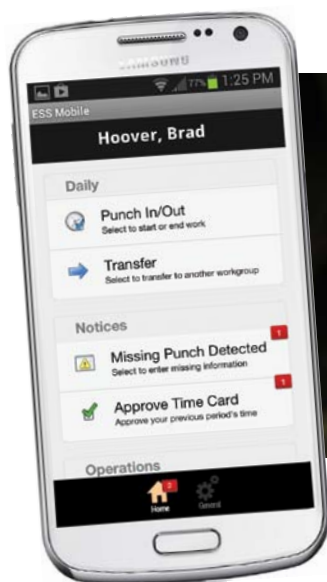 SAMSUNG
77% 1:25 PM
ESS Mobile
Hoover, Brad
Daily
Punch In/Out
Select to start or end work
Transfer
Select to transfer to another workgroup
Notices
1
Missing Punch Detected
Select to enter missing information
1
Approve Time Card
Approve your previous period's time
Operations
2
Home
General